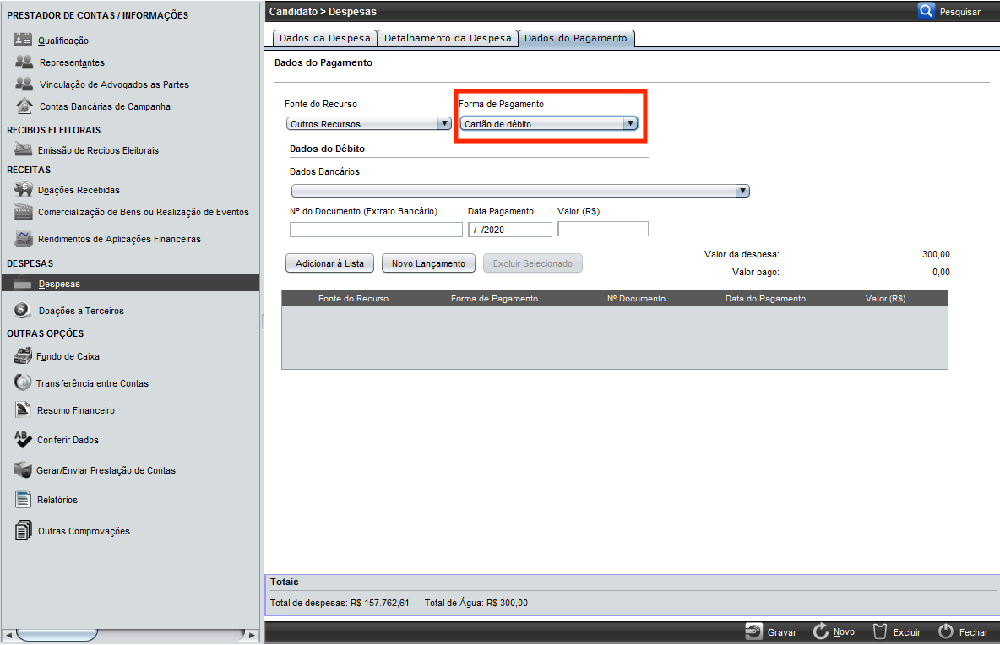 PRESTADOR DE CONTAS / INFORMAÇÕES
Qualificação
Representantes
Vinculação de Advogados as Partes
Contas Bancárias de Campanha
RECIBOS ELEITORAIS
Emissão de Recibos Eleitorais
RECEITAS
Doações Recebidas
Comercialização de Bens ou Realização de Eventos
Rendimentos de Aplicações Financeiras
DESPESAS
Despesas
Doações a Terceiros
OUTRAS OPÇÕES
Fundo de Caixa
Transferência entre Contas
Resumo Financeiro
Conferir Dados
Gerar/Enviar Prestação de Contas
Relatórios
Outras Comprovações
Candidato > Despesas
Pesquisar
Dados da Despesa Detalhamento da Despesa Dados do Pagamento
Dados do Pagamento
Fonte do Recurso Forma de Pagamento
Outros Recursos Cartão de débito
Dados do Débito
Dados Bancários
Nº do Documento (Extrato Bancário) Data Pagamento Valor (R$)
/ /2020
Adicionar à Lista Novo Lançamento Excluir Selecionado
Valor da despesa: 300,00
Valor pago: 0,00
Fonte do Recurso Forma de Pagamento Nº Documento Data do Pagamento Valor (R$)
Totais
Total de despesas: R$ 157.762,61 Total de Água: R$ 300,00
Gravar Novo Excluir Fechar